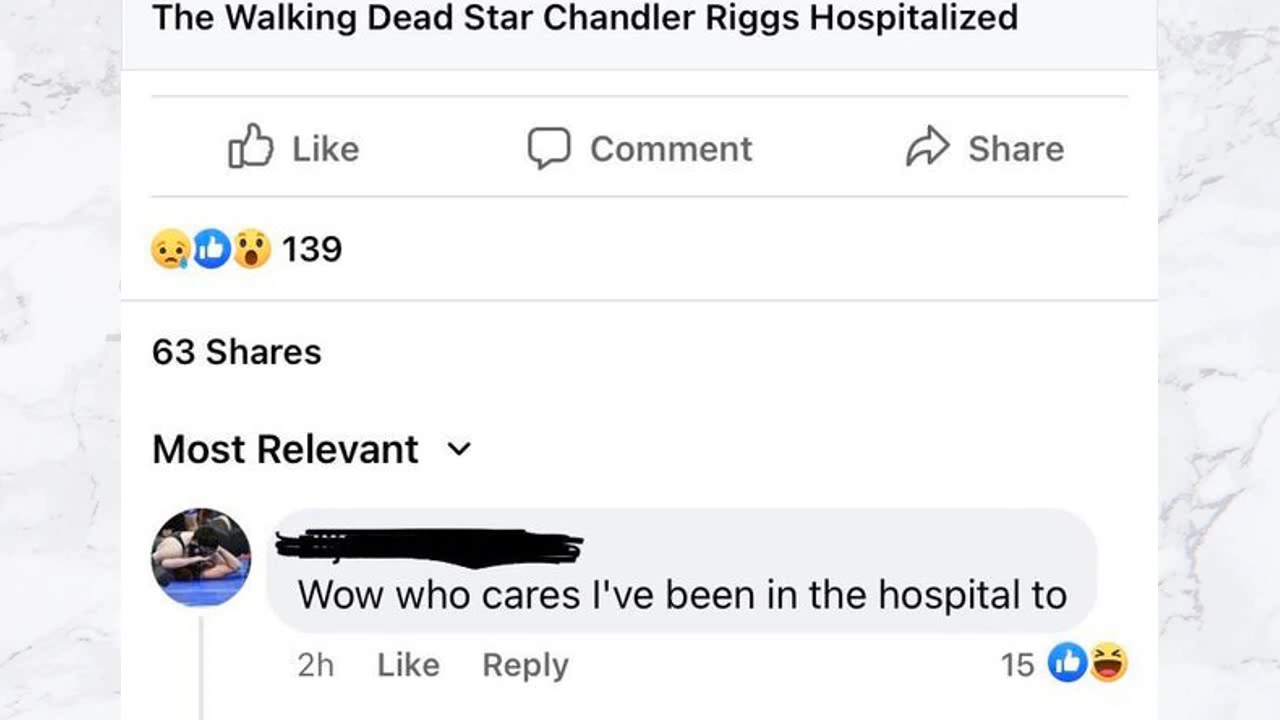 The Walking Dead Star Chandler Riggs Hospitalized
Like Comment Share
139
63 Shares
Most Relevant
Wow who cares I've been in the hospital to
2h Like Reply 15